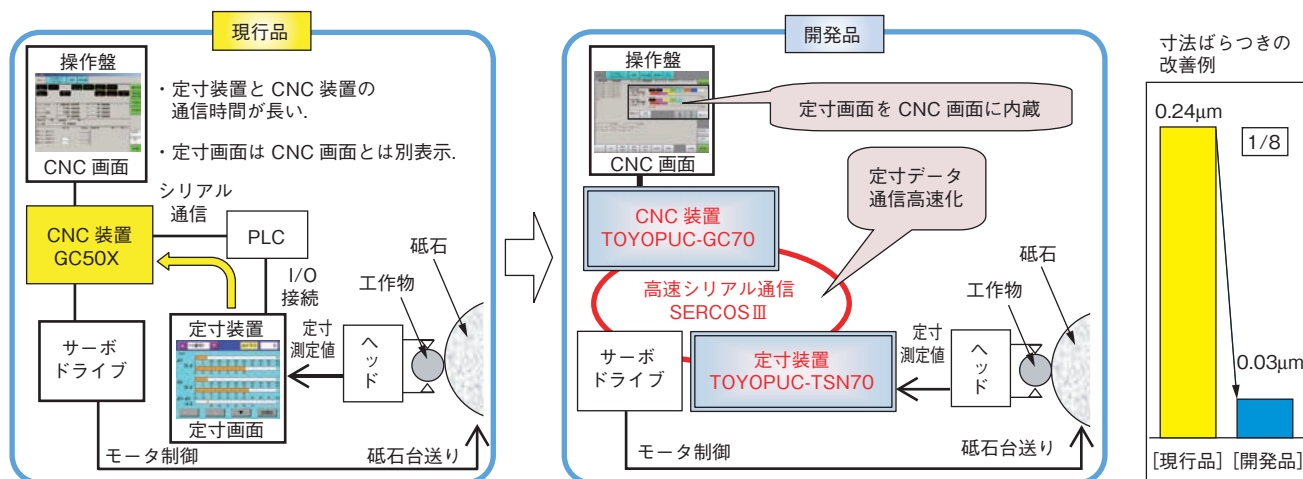 現行品
操作盤
CNC 画面
・定寸装置と CNC 装置の
通信時間が長い.
・定寸画面は CNC 画面とは別表示.
シリアル
通信
CNC 装置
GC50X
PLC
I/O
接続
砥石
工作物
定寸装置
定寸画面
定寸
測定値
ヘッド
サーボ
ドライブ
モータ制御
砥石台送り
開発品
操作盤
CNC 画面
定寸画面を CNC 画面に内蔵
定寸データ
通信高速化
CNC 装置
TOYOPUC-GC70
高速シリアル通信
SERCOSⅢ
砥石
工作物
サーボ
ドライブ
定寸装置
TOYOPUC-TSN70
定寸
測定値
ヘッド
モータ制御
砥石台送り
寸法ばらつきの
改善例
0.24μm
1/8
0.03μm
[現行品] [開発品]